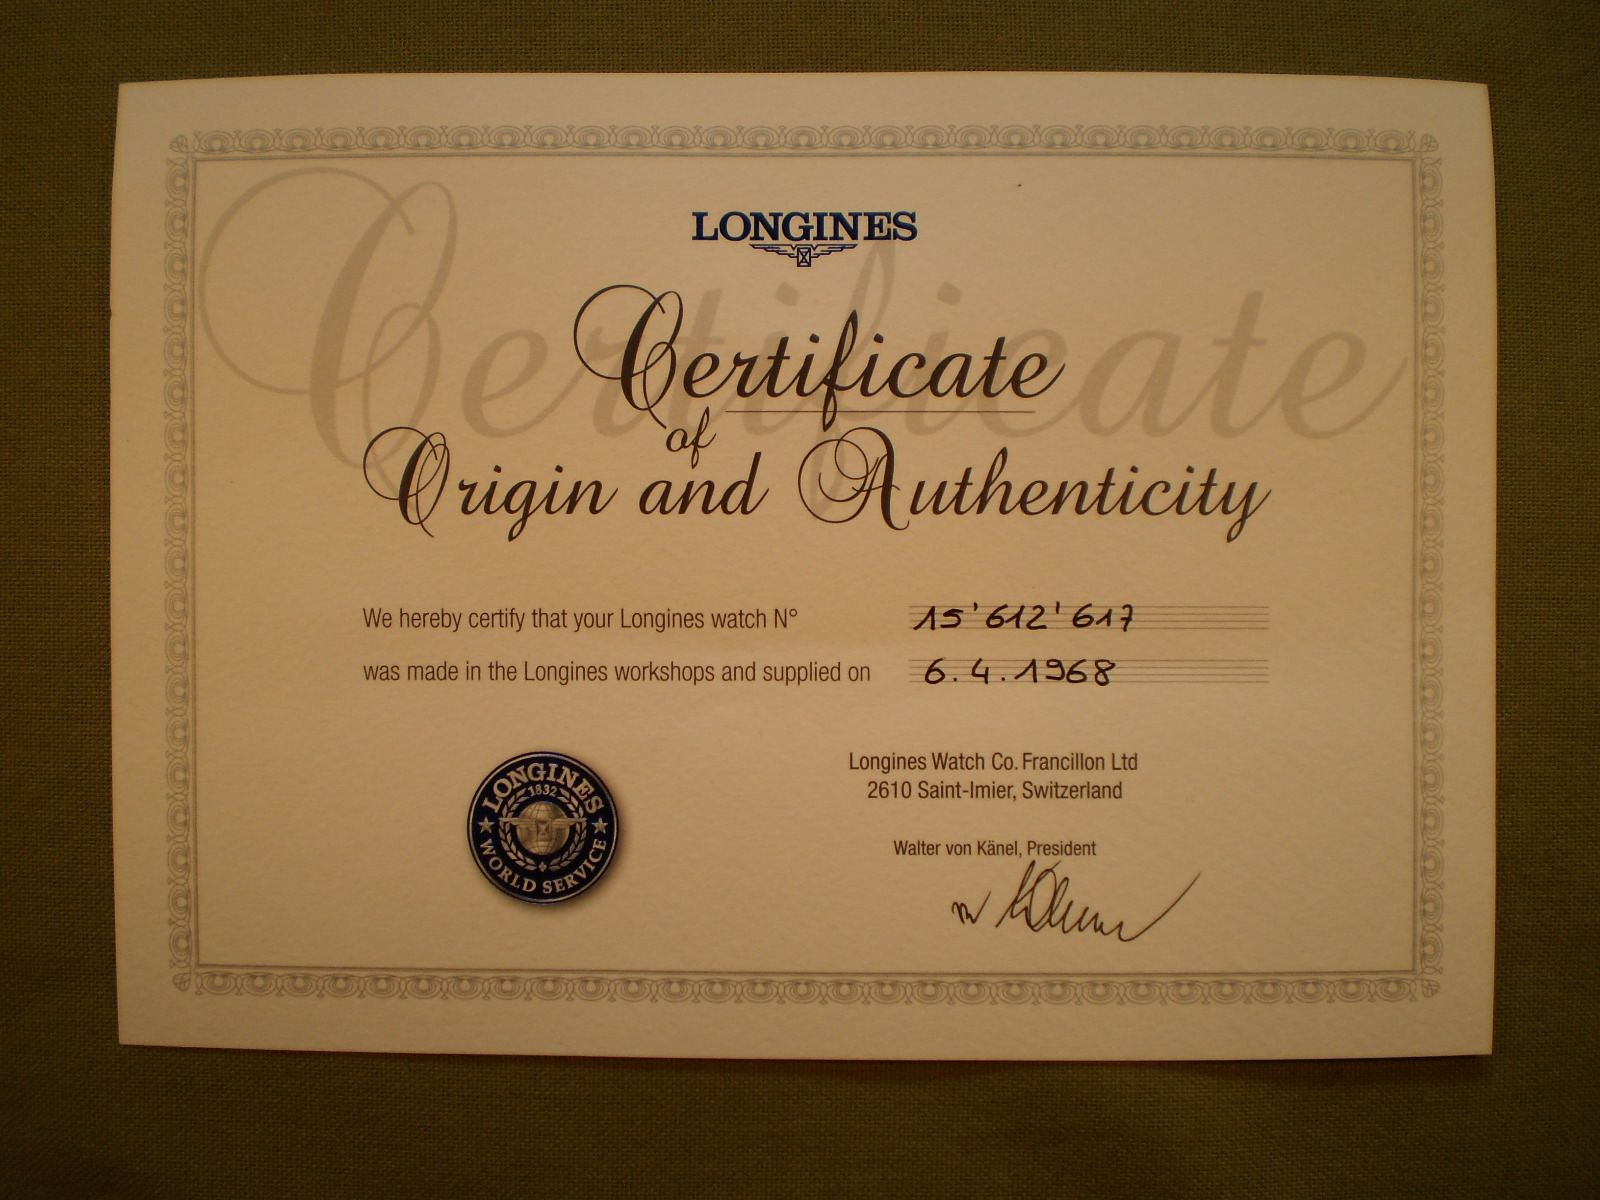 LONGINES
Certificate
Certificate
of
Origin and Authenticity
We hereby certify that your Longines watch N° 15'612'617
was made in the Longines workshops and supplied on 6.4.1968
LONGINES
1832
WORLD SERVICE
Longines Watch Co. Francillon Ltd
2610 Saint-Imier, Switzerland
Walter von Känel, President